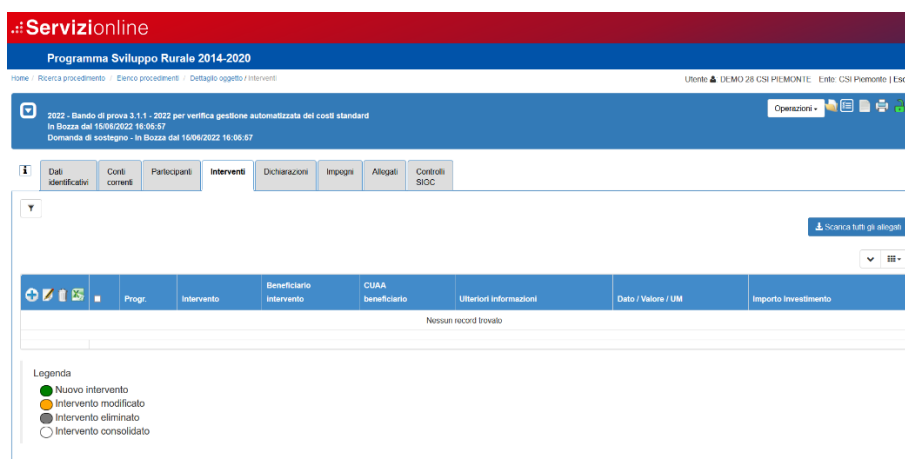 .:Servizionline
Programma Sviluppo Rurale 2014-2020
Home / Ricerca procedimento / Elenco procedimenti / Dettaglio oggetto / Interventi
Utente DEMO 28 CSI PIEMONTE Ente: CSI Piemonte | Esc
2022 - Bando di prova 3.1.1 - 2022 per verifica gestione automatizzata dei costi standard
In Bozza dal 15/06/2022 16:05:57
Domanda di sostegno - In Bozza dal 15/06/2022 16:05:57
Operazioni
Dati identificativi
Conti correnti
Partecipanti
Interventi
Dichiarazioni
Impegni
Allegati
Controlli SIOC
Scarica tutti gli allegati
Progr.
Intervento
Beneficiario intervento
CUAA beneficiario
Ulteriori informazioni
Dato / Valore / UM
Importo Investimento
Nessun record trovato
Legenda
Nuovo intervento
Intervento modificato
Intervento eliminato
Intervento consolidato